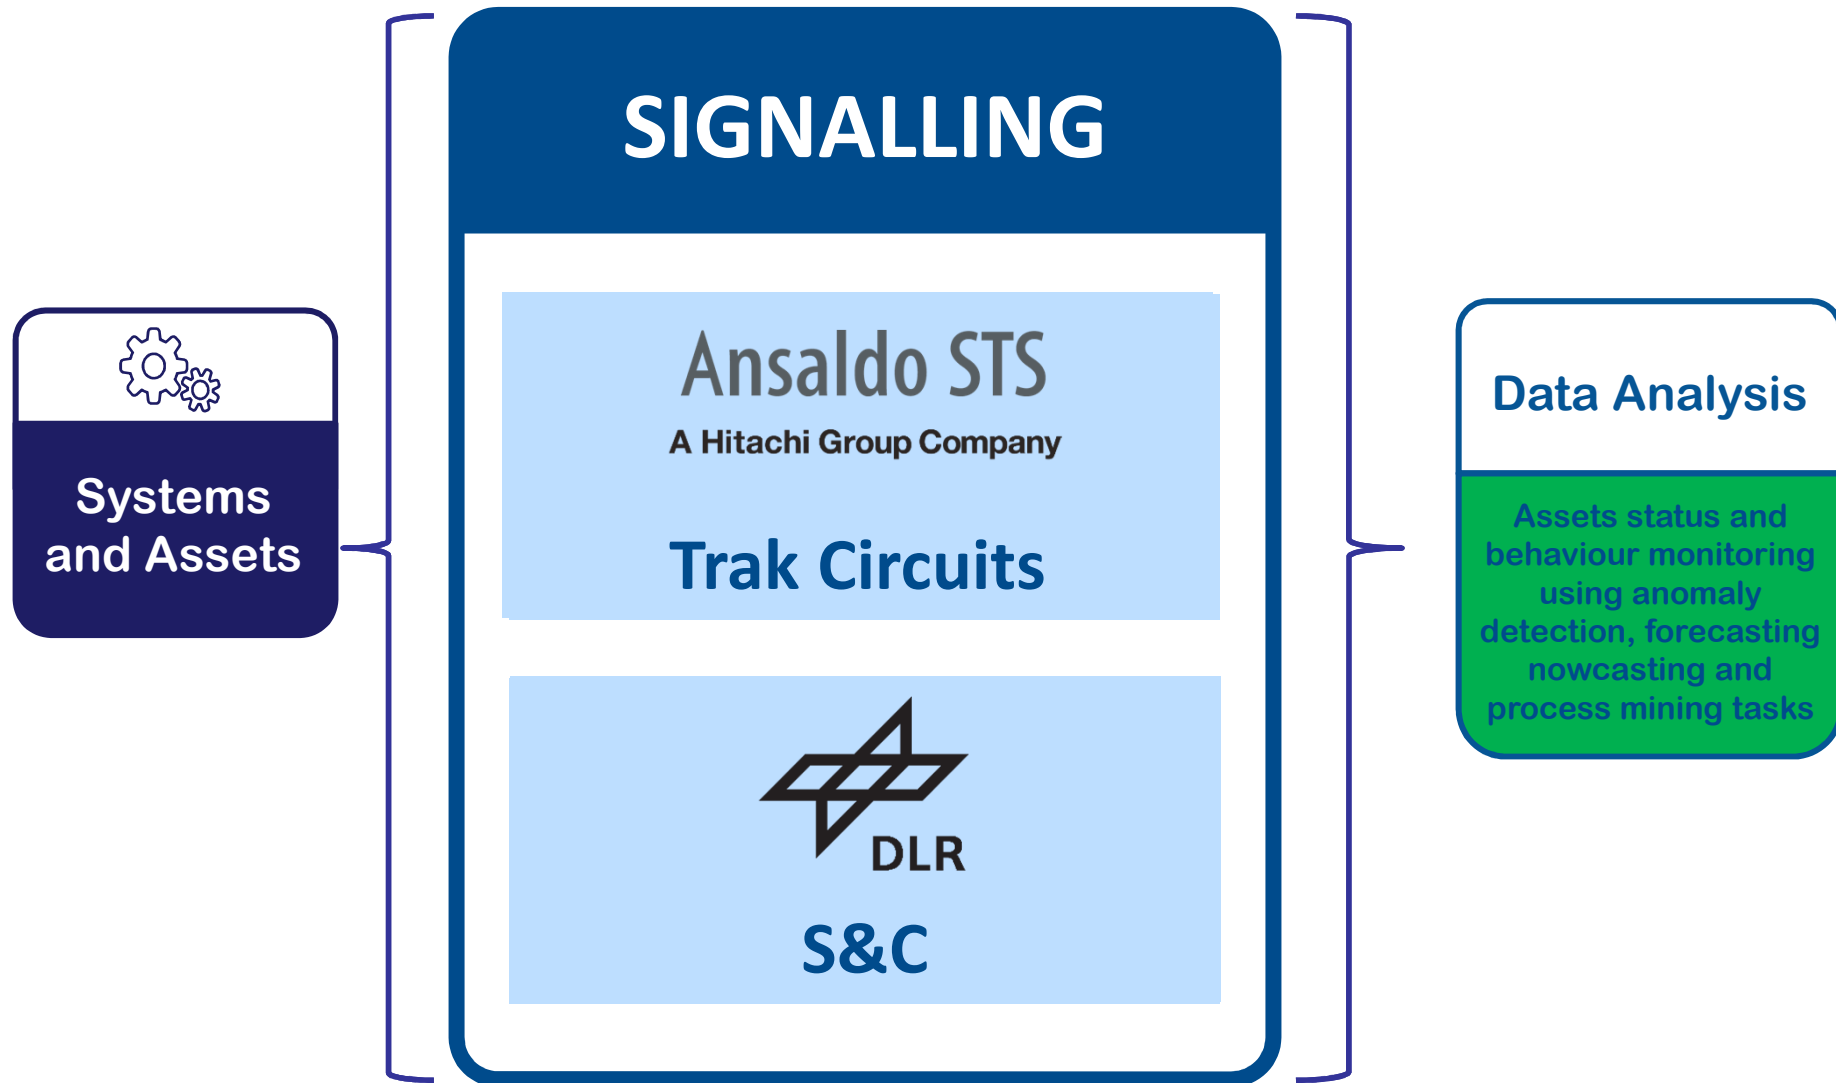 SIGNALLING
Ansaldo STS
A Hitachi Group Company
Trak Circuits
DLR
S&C
Systems
and Assets
Data Analysis
Assets status and
behaviour monitoring
using anomaly
detection, forecasting
nowcasting and
process mining tasks